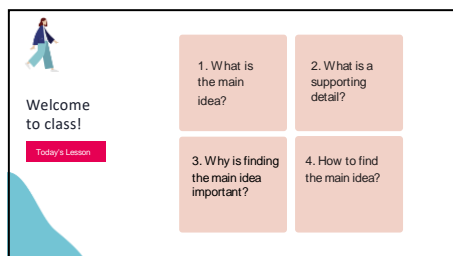 Welcome
to class!
Today's Lesson
1. What is
the main
idea?
2. What is a
supporting
detail?
3. Why is finding
the main idea
important?
4. How to find
the main idea?